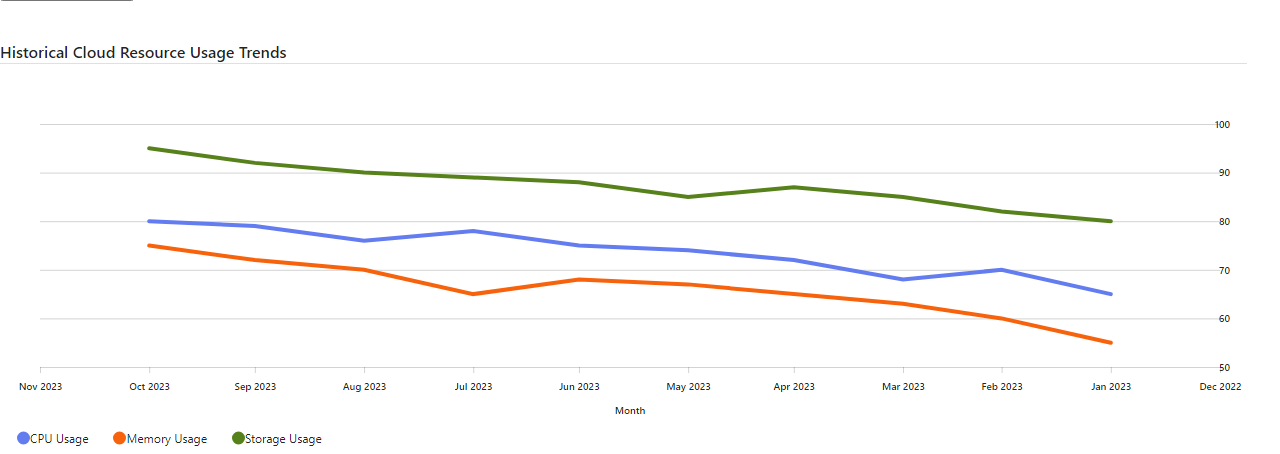 Historical Cloud Resource Usage Trends
100
90
80
70
60
50
Nov 2023 Oct 2023 Sep 2023 Aug 2023 Jul 2023 Jun 2023 May 2023 Apr 2023 Mar 2023 Feb 2023 Jan 2023 Dec 2022
Month
CPU Usage Memory Usage Storage Usage